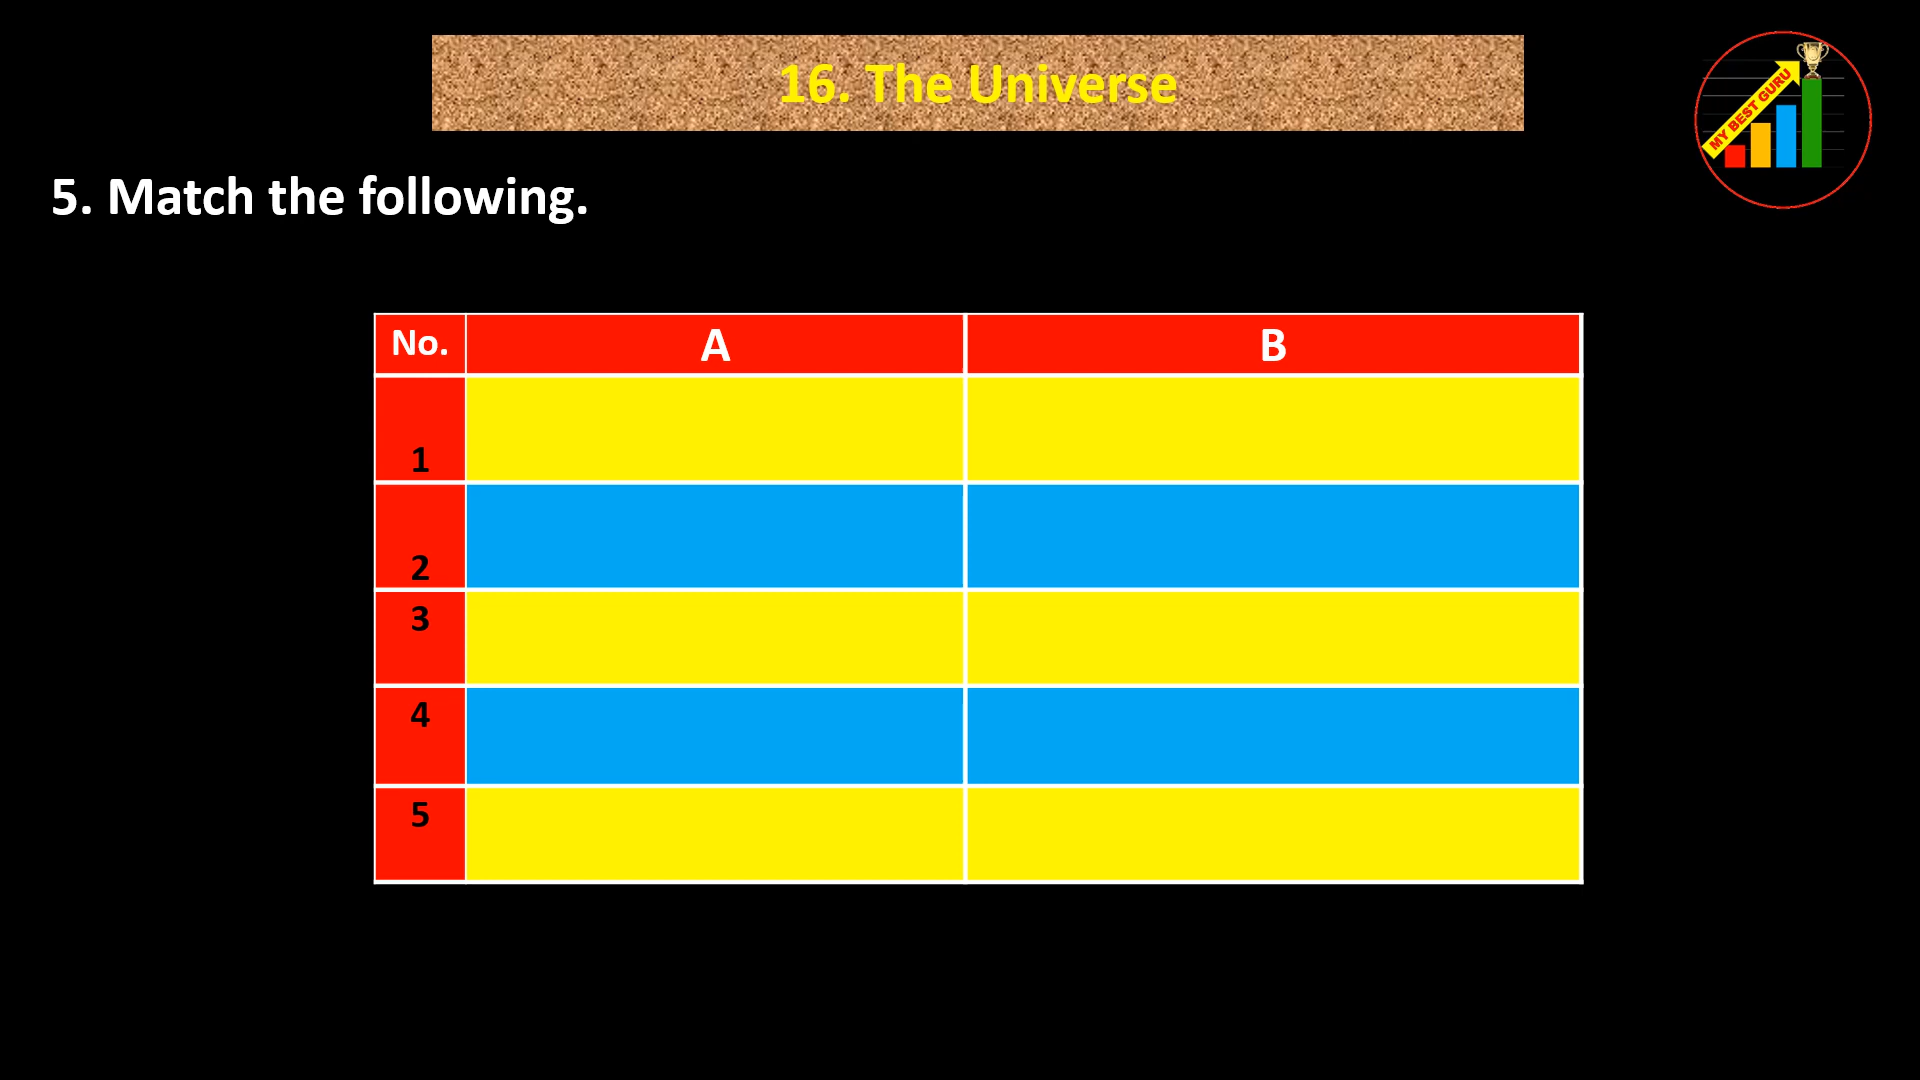 16. The Universe
MY BEST GURU
5. Match the following.
No. A B
1
2
3
4
5